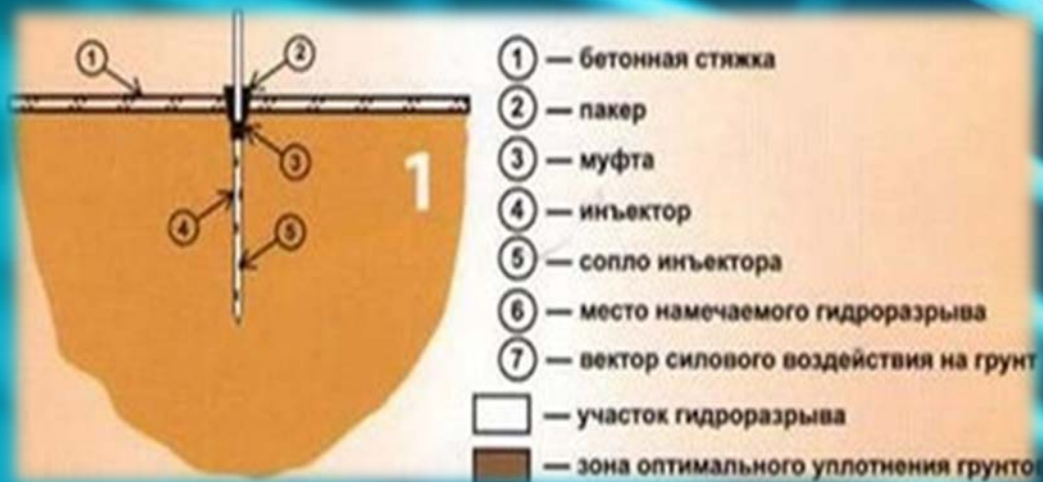 1 — бетонная стяжка
2 — пакер
3 — муфта
4 — инъектор
5 — сопло инъектора
6 — место намечаемого гидроразрыва
7 — вектор силового воздействия на грунт
— участок гидроразрыва
— зона оптимального уплотнения грунто
1
2
3
4
5
1